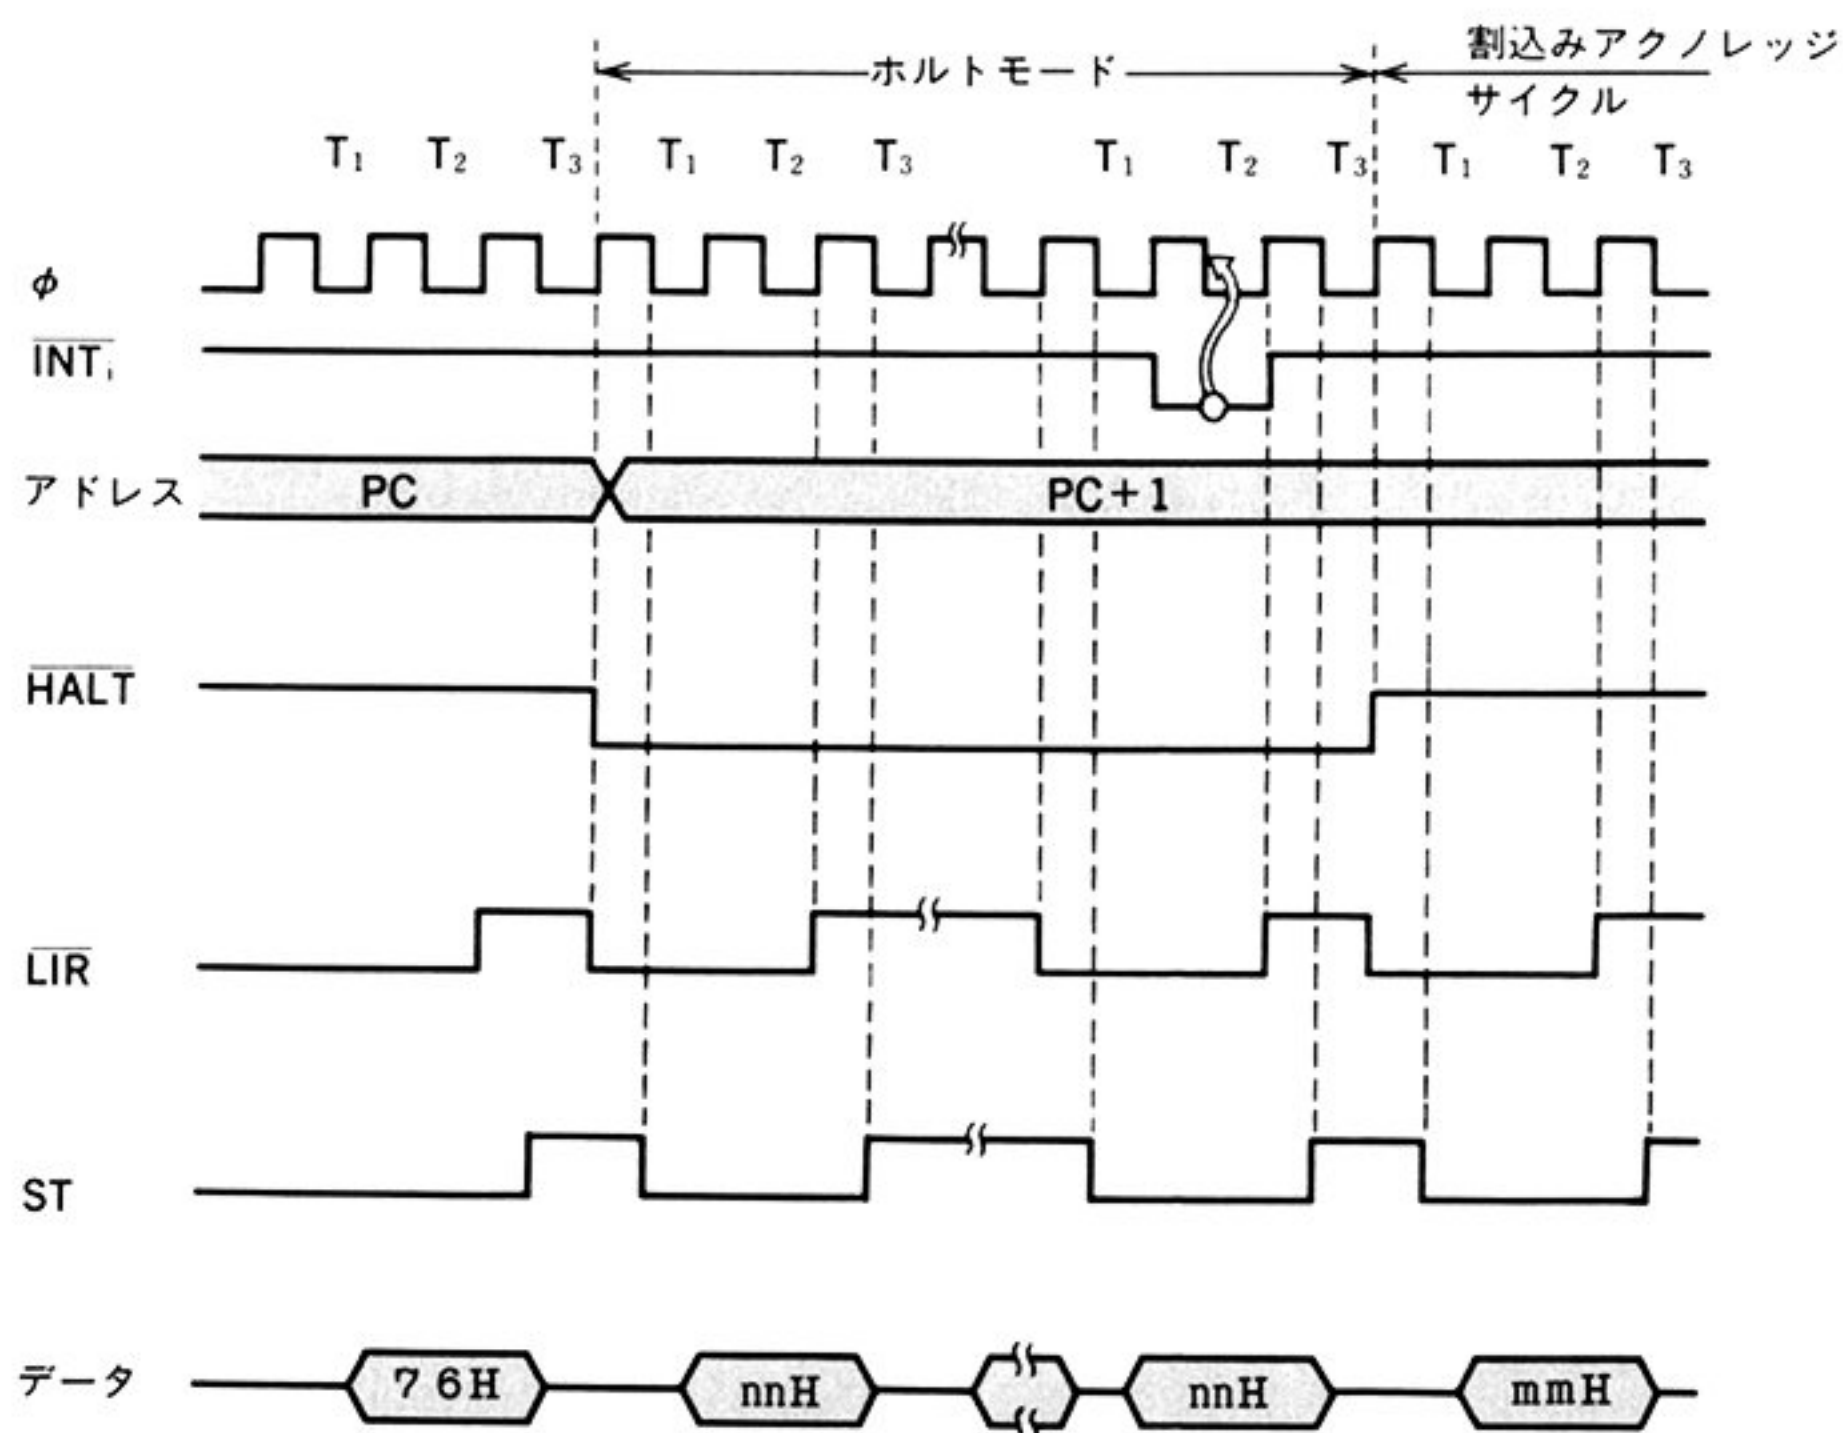 ホルトモード
割込みアクノレッジ
サイクル
T₁ T₂ T₃ T₁ T₂ T₃ T₁ T₂ T₃ T₁ T₂ T₃
φ
INTᵢ
アドレス PC PC+1
HALT
LIR
ST
データ 76H nnH nnH mmH